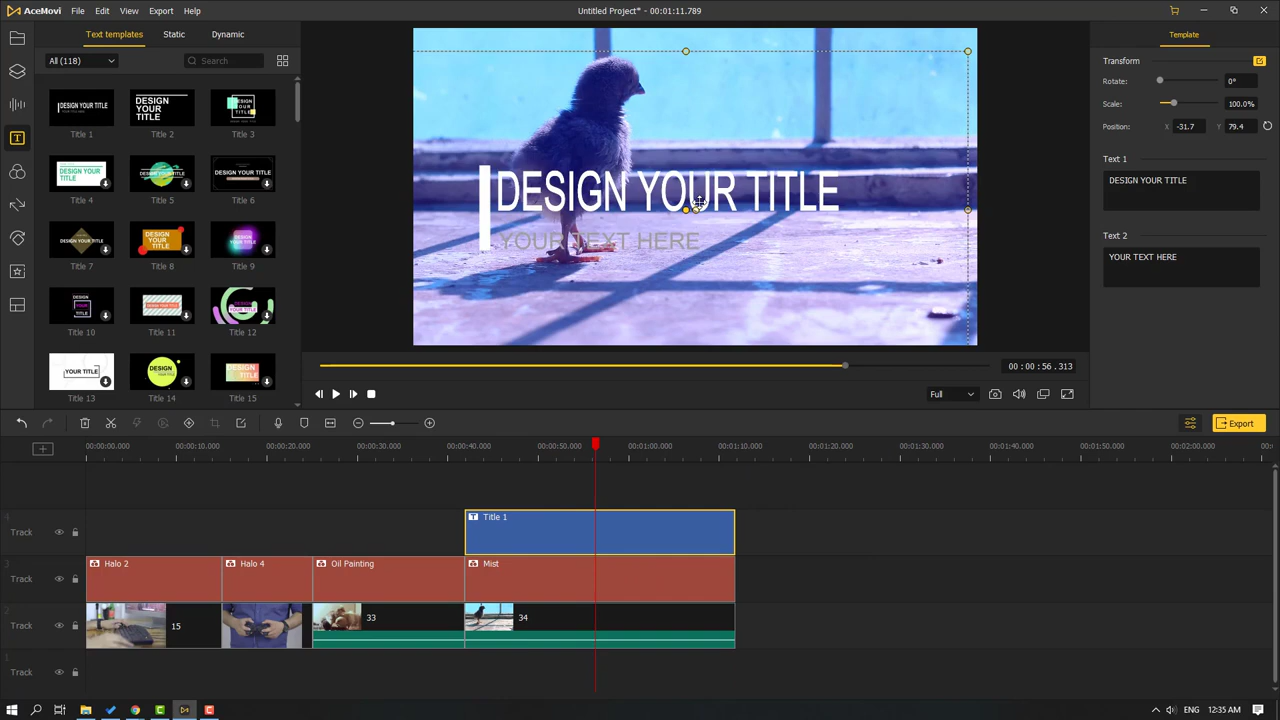 AceMovi File Edit View Export Help
Untitled Project* - 00:01:11.789
Text templates Static Dynamic
All (118)
Search
DESIGN YOUR TITLE
DESIGN
YOUR
TITLE
Title 1 Title 2 Title 3
Title 4 Title 5 Title 6
Title 7 Title 8 Title 9
Title 10 Title 11 Title 12
YOUR TITLE
Title 13 Title 14 Title 15
DESIGN YOUR TITLE
YOUR TEXT HERE
00:00:56.313
Full
Template
Transform
Rotate: 0°
Scale: 100.0%
Position: X -31.7 Y 79.4
Text 1
DESIGN YOUR TITLE
Text 2
YOUR TEXT HERE
Export
00:00:00.000 00:00:10.000 00:00:20.000 00:00:30.000 00:00:40.000 00:00:50.000 00:01:00.000 00:01:10.000 00:01:20.000 00:01:30.000 00:01:40.000 00:01:50.000 00:02:00.000
4 Track Title 1
3 Track Halo 2 Halo 4 Oil Painting Mist
2 Track 15 33 34
1 Track
ENG 12:35 AM